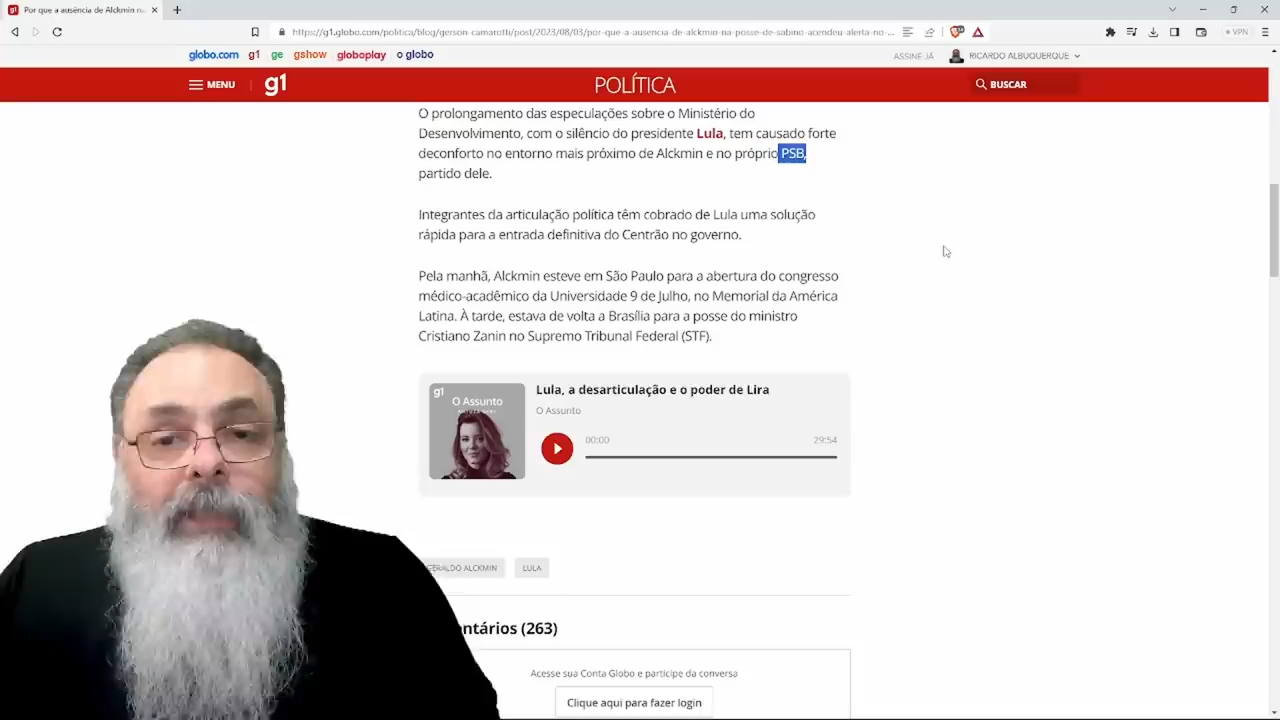 g1 Por que a ausência de Alckmin na
https://g1.globo.com/politica/blog/gerson-camarotti/post/2023/08/03/por-que-a-ausencia-de-alckmin-na-posse-de-sabino-acendeu-alerta-no-...
VPN
globo.com g1 ge gshow globoplay o globo
ASSINE JÁ
RICARDO ALBUQUERQUE
MENU
g1
POLÍTICA
BUSCAR
O prolongamento das especulações sobre o Ministério do
Desenvolvimento, com o silêncio do presidente Lula, tem causado forte
deconforto no entorno mais próximo de Alckmin e no próprio PSB,
partido dele.
Integrantes da articulação política têm cobrado de Lula uma solução
rápida para a entrada definitiva do Centrão no governo.
Pela manhã, Alckmin esteve em São Paulo para a abertura do congresso
médico-acadêmico da Universidade 9 de Julho, no Memorial da América
Latina. À tarde, estava de volta a Brasília para a posse do ministro
Cristiano Zanin no Supremo Tribunal Federal (STF).
g1
O Assunto
Lula, a desarticulação e o poder de Lira
O Assunto
00:00
29:54
GERALDO ALCKMIN
LULA
ntários (263)
Acesse sua Conta Globo e participe da conversa
Clique aqui para fazer login